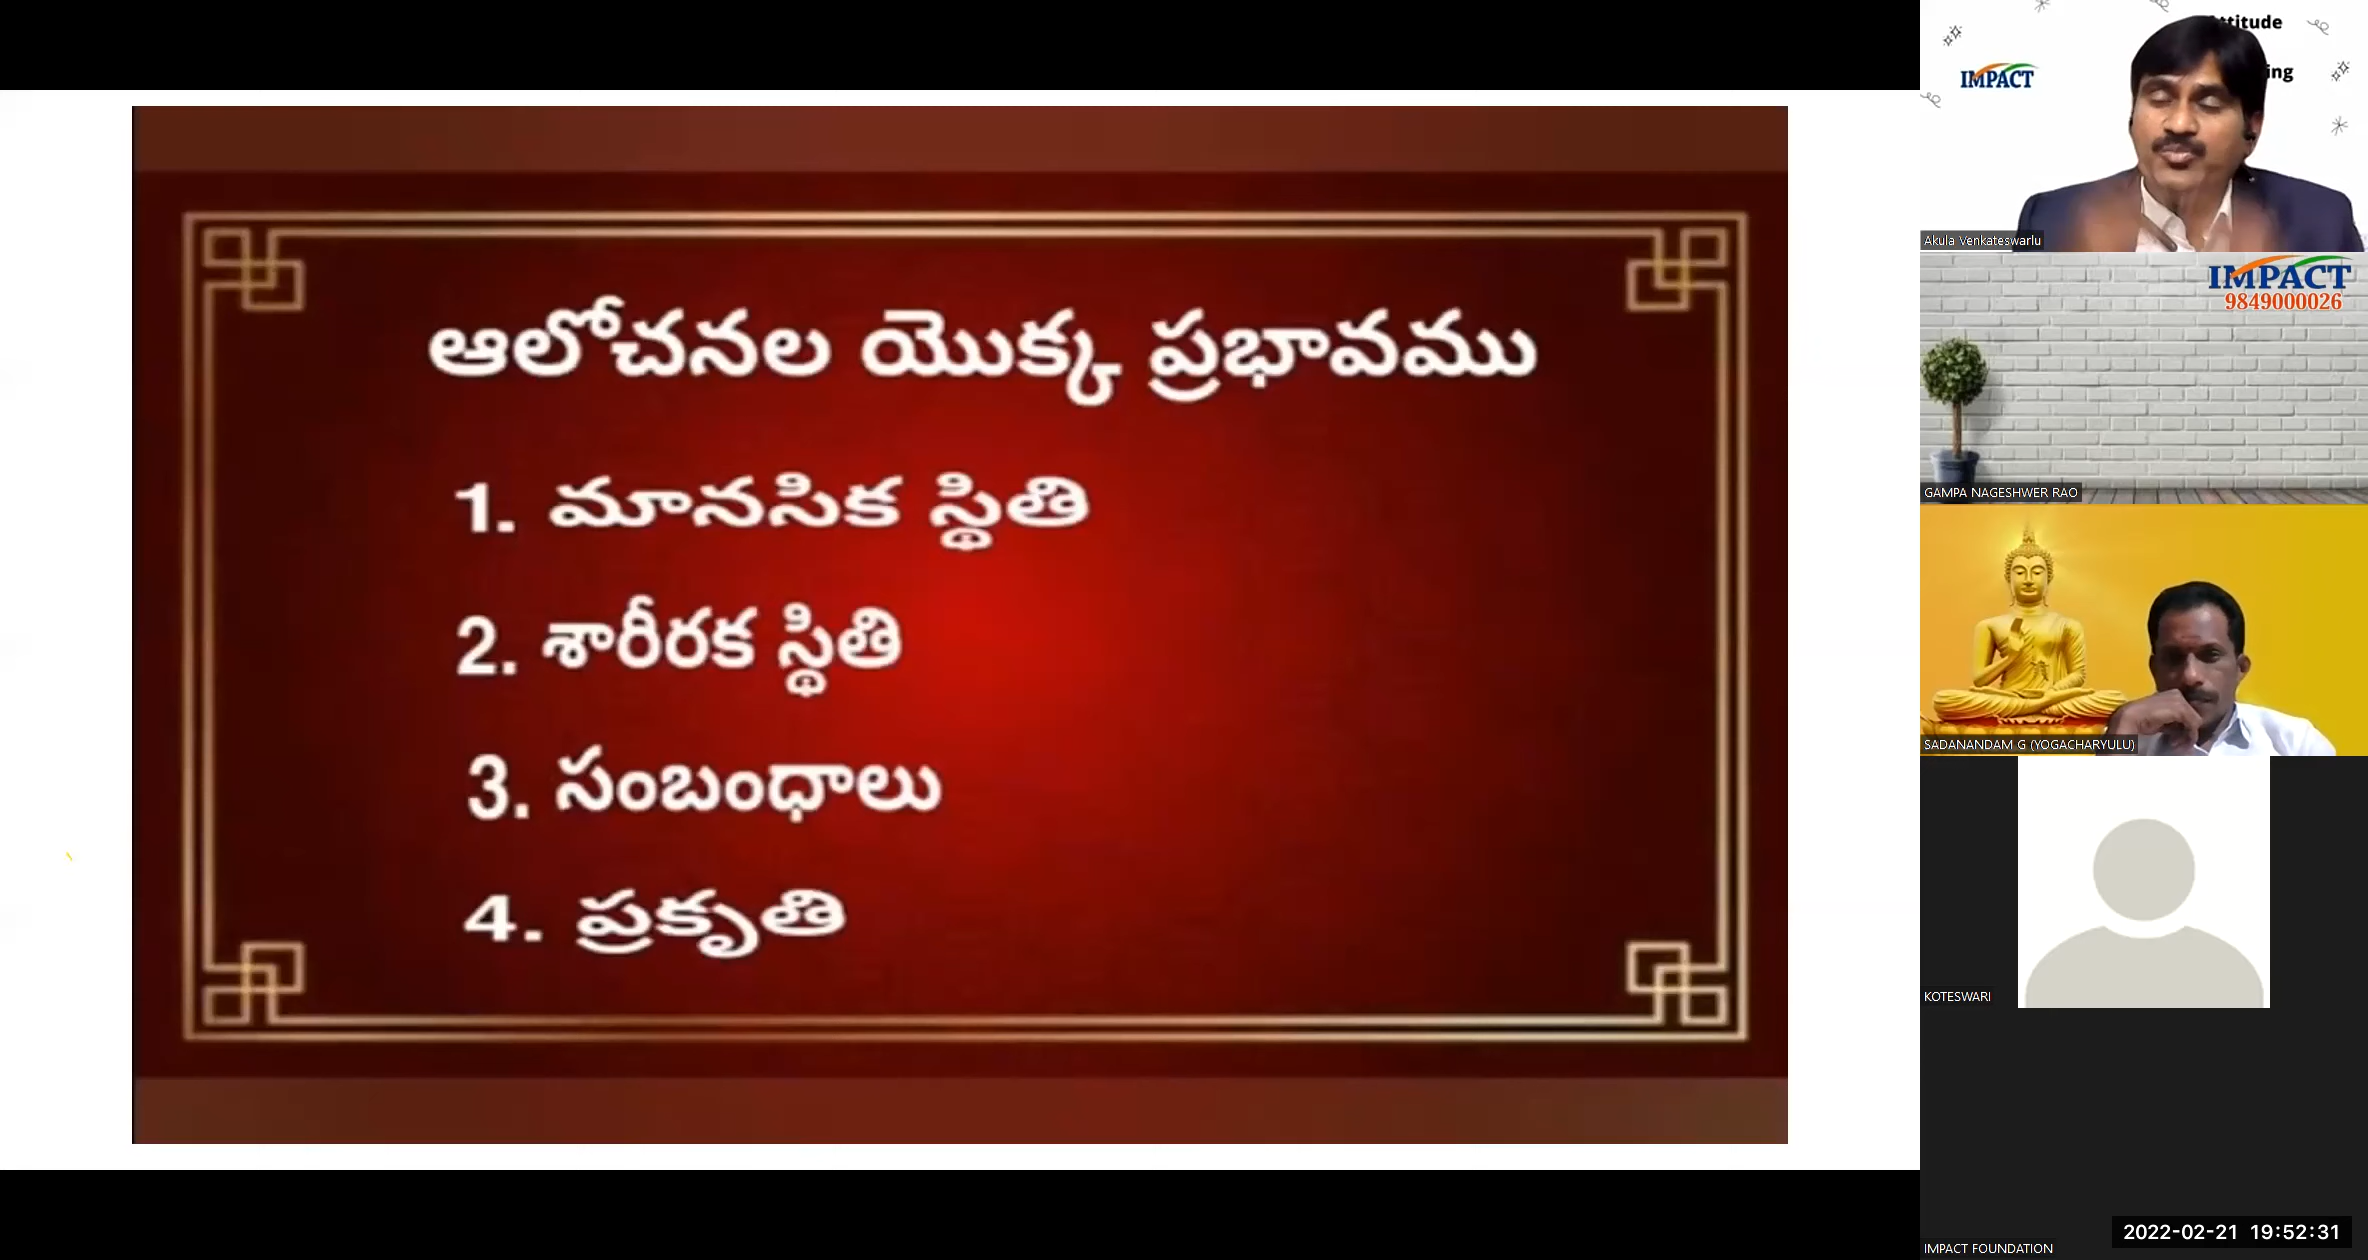 ఆలోచనల యొక్క ప్రభావము
1. మానసిక స్థితి
2. శారీరక స్థితి
3. సంబంధాలు
4. ప్రకృతి
IMPACT
Akula Venkateswarlu
IMPACT
9849000026
GAMPA NAGESHWER RAO
SADANANDAM G (YOGACHARYULU)
KOTESWARI
2022-02-21 19:52:31
IMPACT FOUNDATION